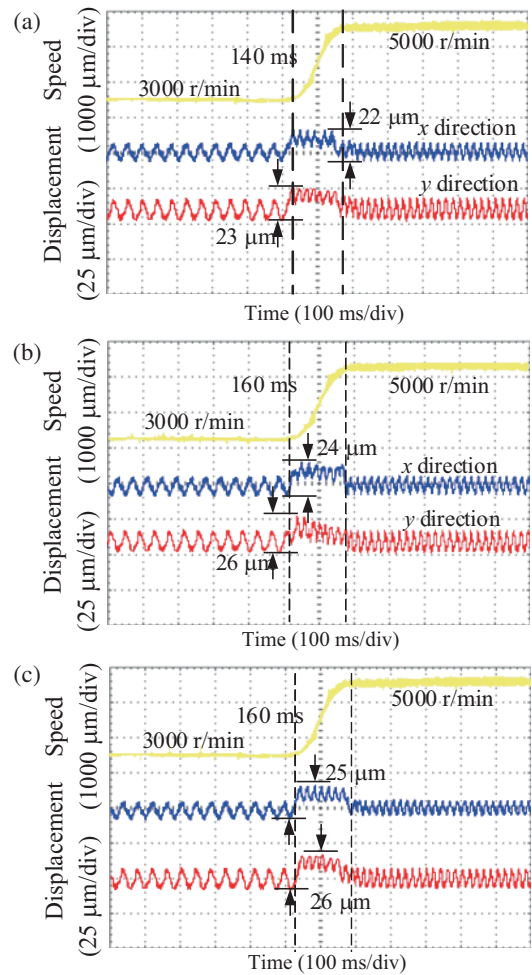 (a)
Speed
(1000 μm/div)
Displacement
(25 μm/div)
140 ms
5000 r/min
3000 r/min
22 μm
x direction
y direction
23 μm
Time (100 ms/div)
(b)
Speed
(1000 μm/div)
Displacement
(25 μm/div)
160 ms
5000 r/min
3000 r/min
24 μm
x direction
y direction
26 μm
Time (100 ms/div)
(c)
Speed
(1000 μm/div)
Displacement
(25 μm/div)
160 ms
5000 r/min
3000 r/min
25 μm
26 μm
Time (100 ms/div)